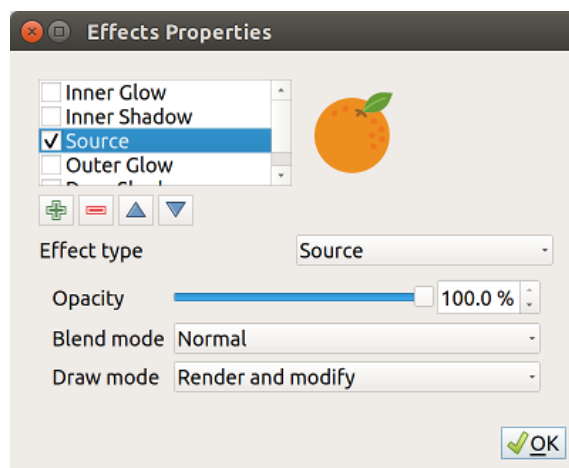 Effects Properties
Inner Glow
Inner Shadow
Source
Outer Glow
Effect type
Source
Opacity
100.0 %
Blend mode
Normal
Draw mode
Render and modify
OK